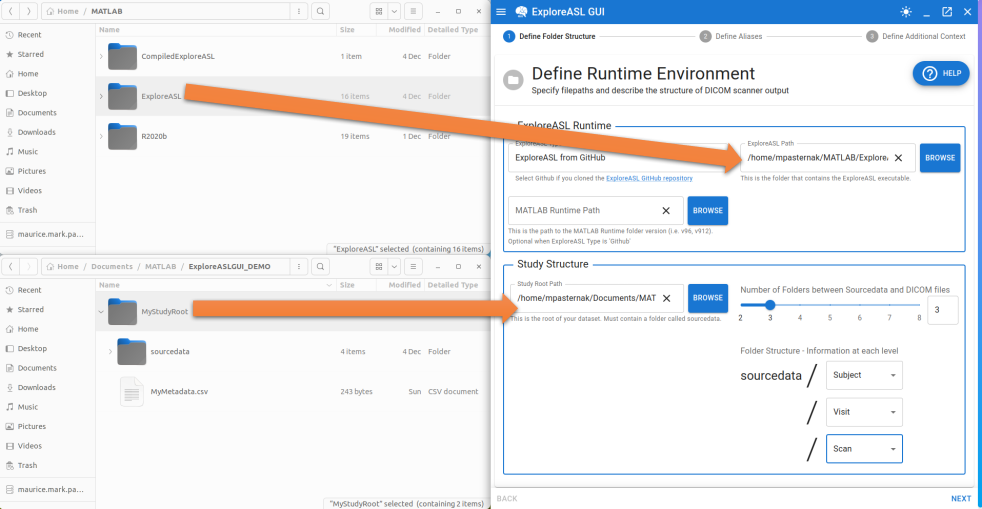 Home / MATLAB
Name Size Modified Detailed Type
Recent
Starred
Home
Desktop
Documents
Downloads
Music
Pictures
Videos
Trash
maurice.mark.pa...
CompiledExploreASL 1 item 4 Dec Folder
ExploreASL 16 items 4 Dec Folder
R2020b 19 items 1 Dec Folder
"ExploreASL" selected (containing 16 items)
Home / Documents / MATLAB / ExploreASLGUI_DEMO
Name Size Modified Detailed Type
Recent
Starred
Home
Desktop
Documents
Downloads
Music
Pictures
Videos
Trash
maurice.mark.pa...
MyStudyRoot
sourcedata 4 items 4 Dec Folder
MyMetadata.csv 243 bytes Sun CSV document
"MyStudyRoot" selected (containing 2 items)
ExploreASL GUI
1 Define Folder Structure 2 Define Aliases 3 Define Additional Context
Define Runtime Environment
Specify filepaths and describe the structure of DICOM scanner output
HELP
ExploreASL Runtime
ExploreASL from GitHub
Select Github if you cloned the ExploreASL GitHub repository
ExploreASL Path
/home/mpasternak/MATLAB/Explore
BROWSE
This is the folder that contains the ExploreASL executable.
MATLAB Runtime Path
BROWSE
This is the path to the MATLAB Runtime folder version (i.e. v96, v912).
Optional when ExploreASL Type is 'Github'
Study Structure
Study Root Path
/home/mpasternak/Documents/MAT
BROWSE
This is the root of your dataset. Must contain a folder called sourcedata.
Number of Folders between Sourcedata and DICOM files
2 3 4 5 6 7 8
3
Folder Structure - Information at each level
sourcedata / Subject
/ Visit
/ Scan
BACK
NEXT